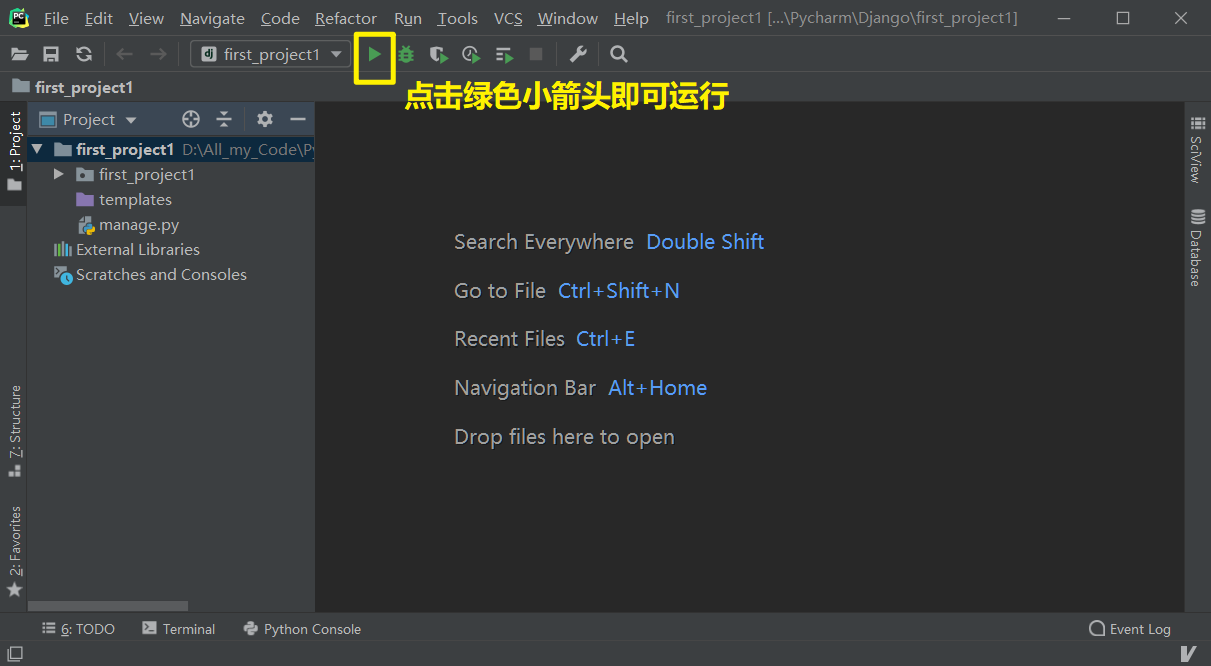 File Edit View Navigate Code Refactor Run Tools VCS Window Help first_project1 [...\Pycharm\Django\first_project1]
first_project1
点击绿色小箭头即可运行
first_project1
Project
first_project1 D:\All_my_Code\Py
first_project1
templates
manage.py
External Libraries
Scratches and Consoles
1: Project
7: Structure
2: Favorites
Search Everywhere Double Shift
Go to File Ctrl+Shift+N
Recent Files Ctrl+E
Navigation Bar Alt+Home
Drop files here to open
SciView
Database
6: TODO Terminal Python Console Event Log